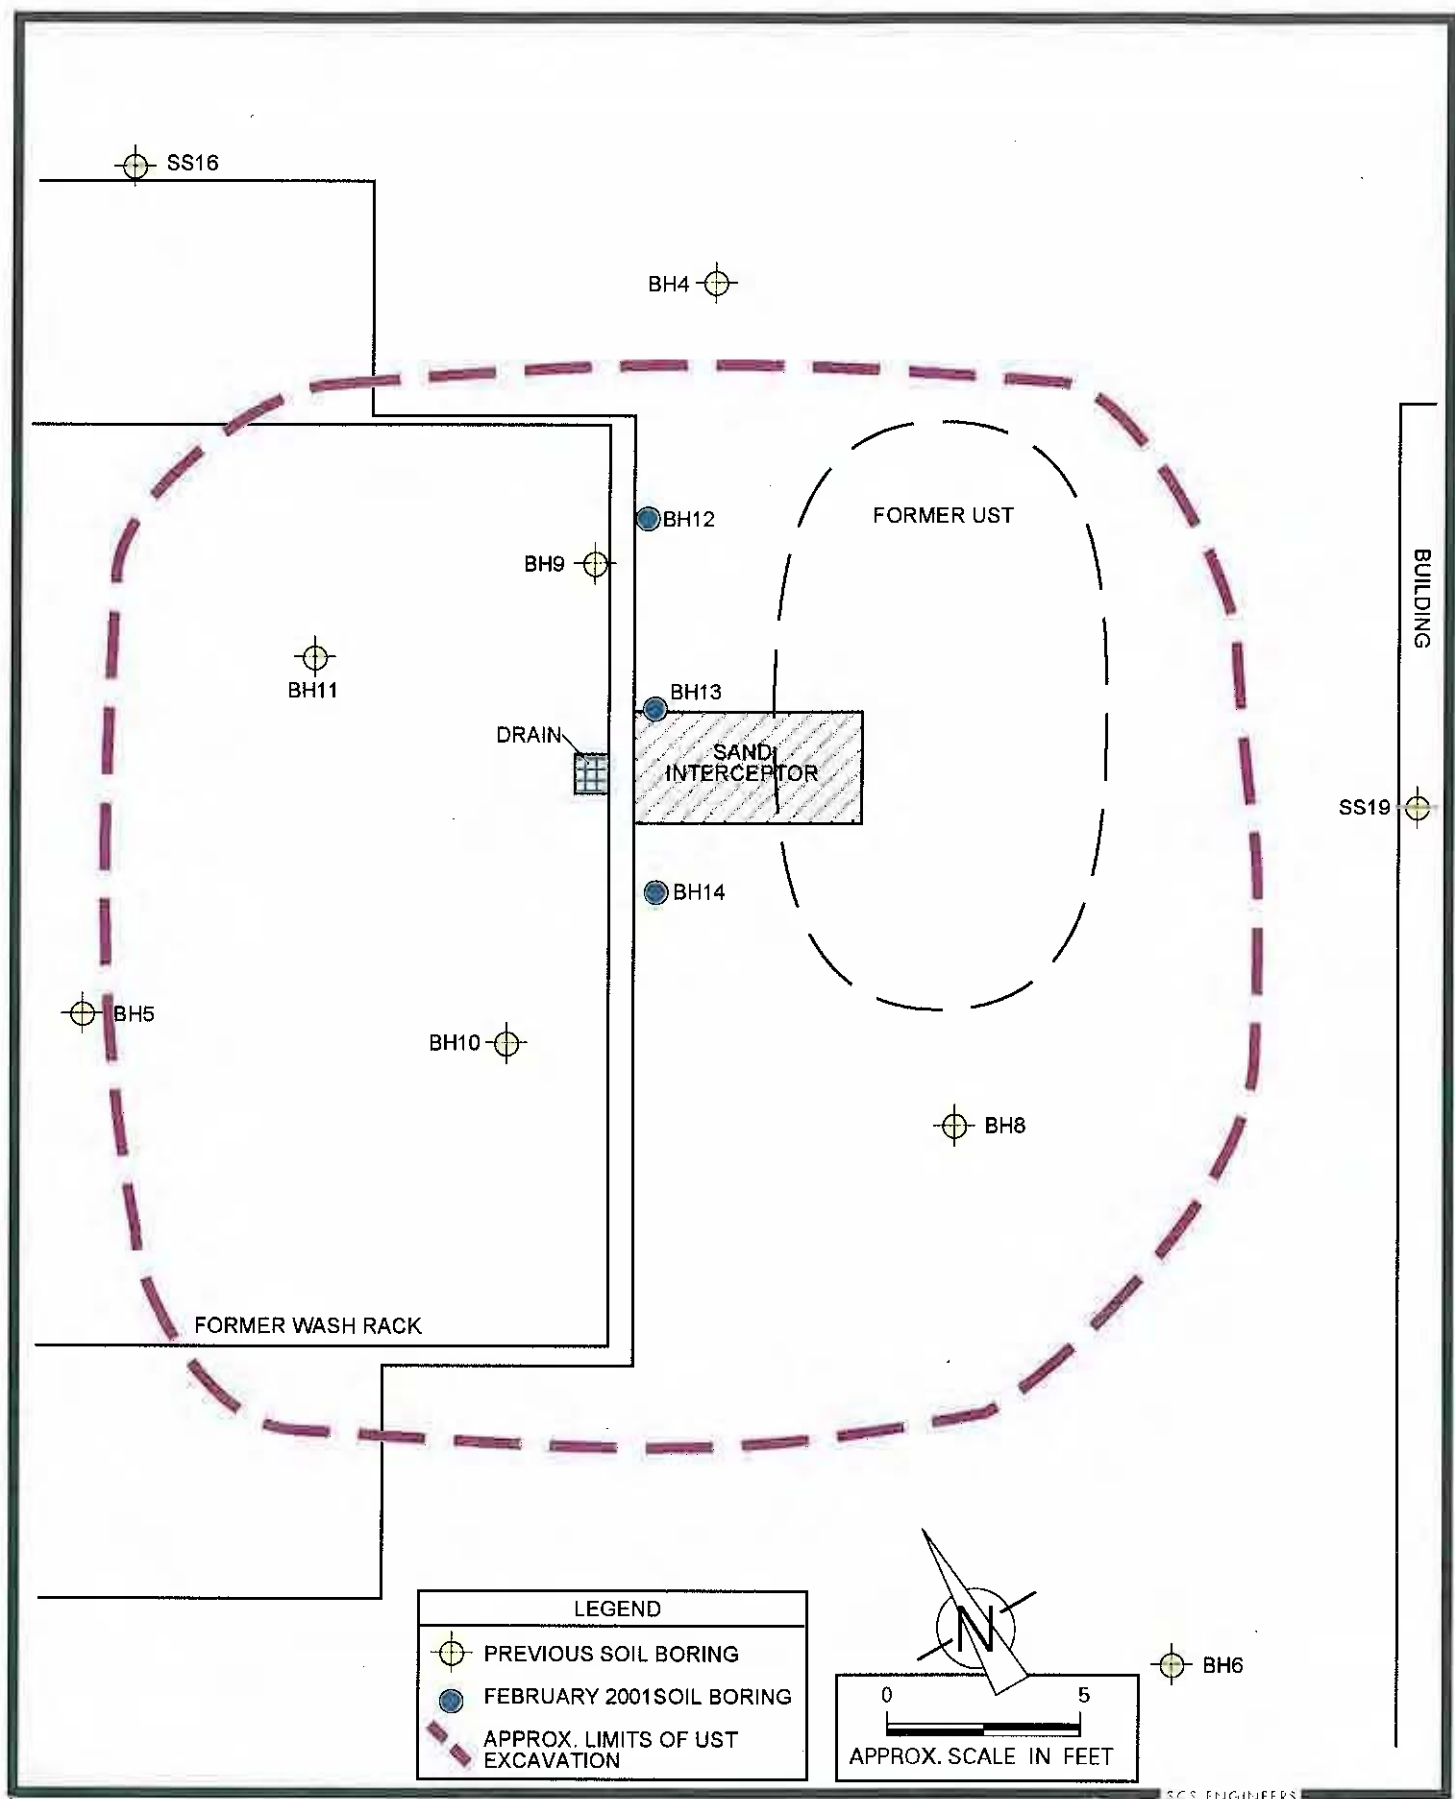 SS16
BH4
FORMER UST
BH12
BH9
BUILDING
BH11
BH13
DRAIN
SAND
INTERCEPTOR
SS19
BH14
BH5
BH10
BH8
FORMER WASH RACK
LEGEND
PREVIOUS SOIL BORING
FEBRUARY 2001SOIL BORING
APPROX. LIMITS OF UST
EXCAVATION
N
BH6
0 5
APPROX. SCALE IN FEET
SCS ENGINEERS